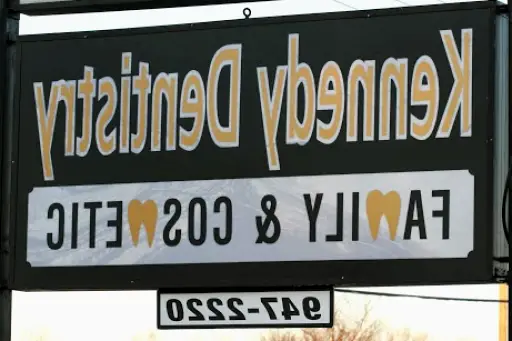 Kennedy Dentistry
FAMILY & COSMETIC
947-2220